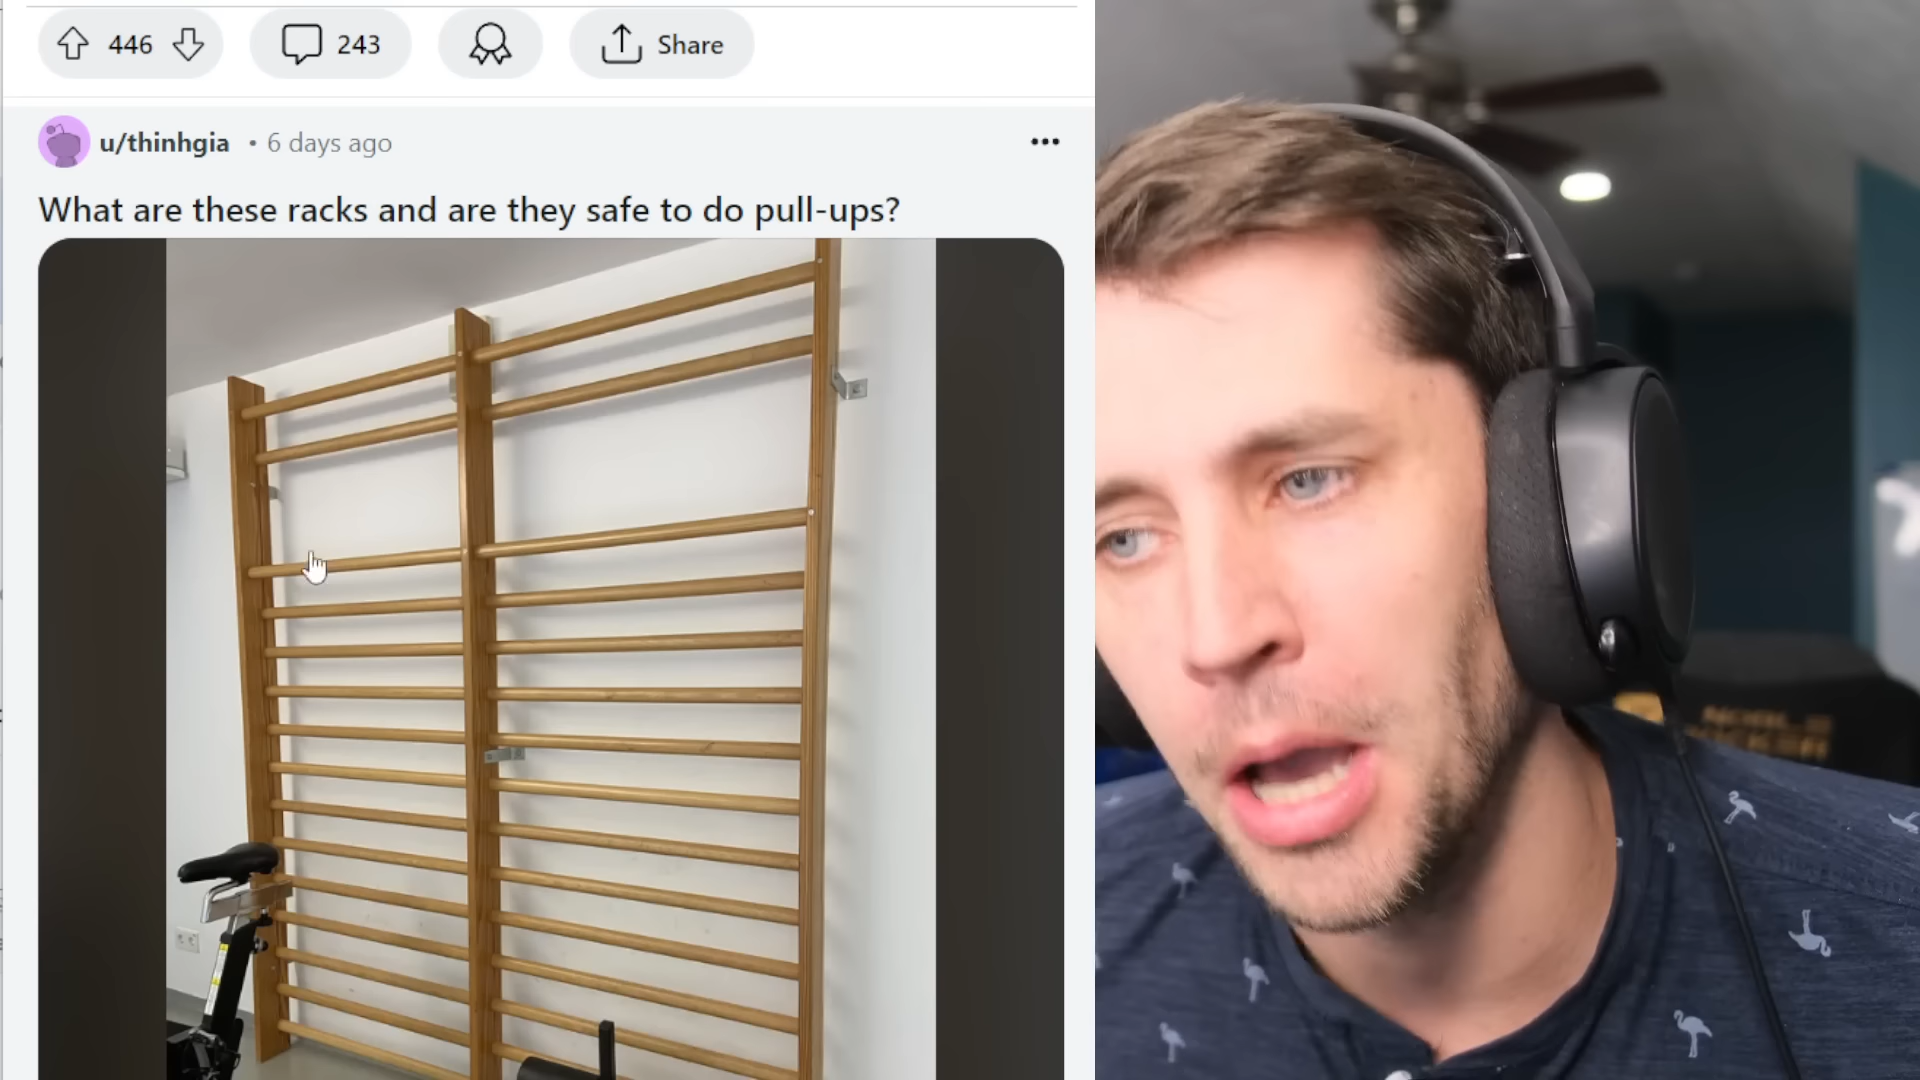 446
243
Share
u/thinhgia • 6 days ago
What are these racks and are they safe to do pull-ups?